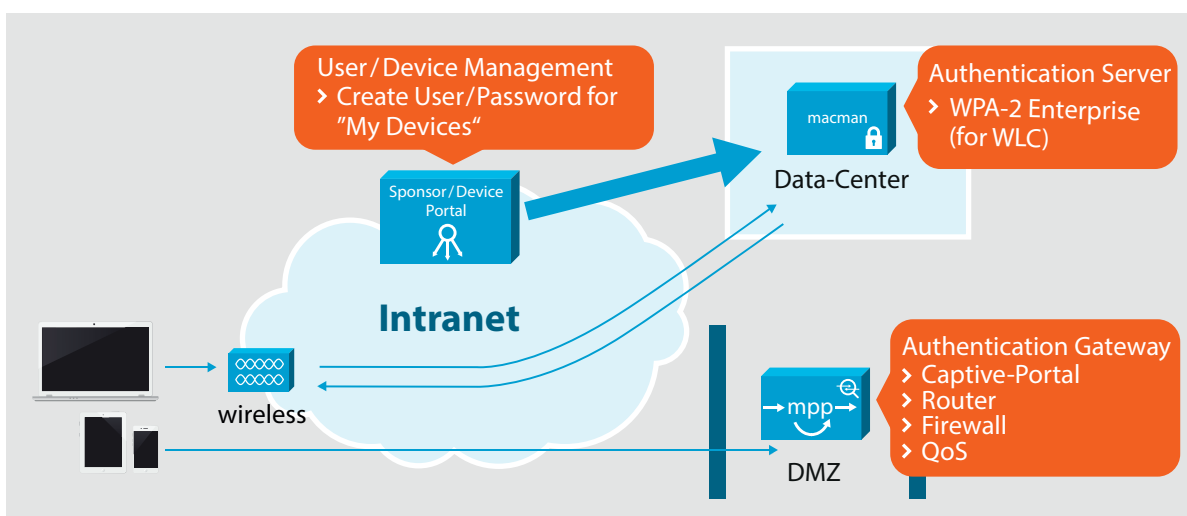 User/Device Management
> Create User/Password for
"My Devices“
Authentication Server
> WPA-2 Enterprise
(for WLC)
macman
Data-Center
Sponsor/Device
Portal
Intranet
wireless
Authentication Gateway
> Captive-Portal
> Router
> Firewall
> QoS
mpp
DMZ